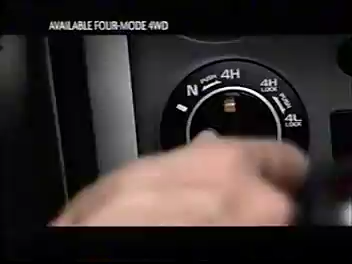 AVAILABLE FOUR-MODE 4WD
N PUSH 4H
4H LOCK
PUSH
4L LOCK